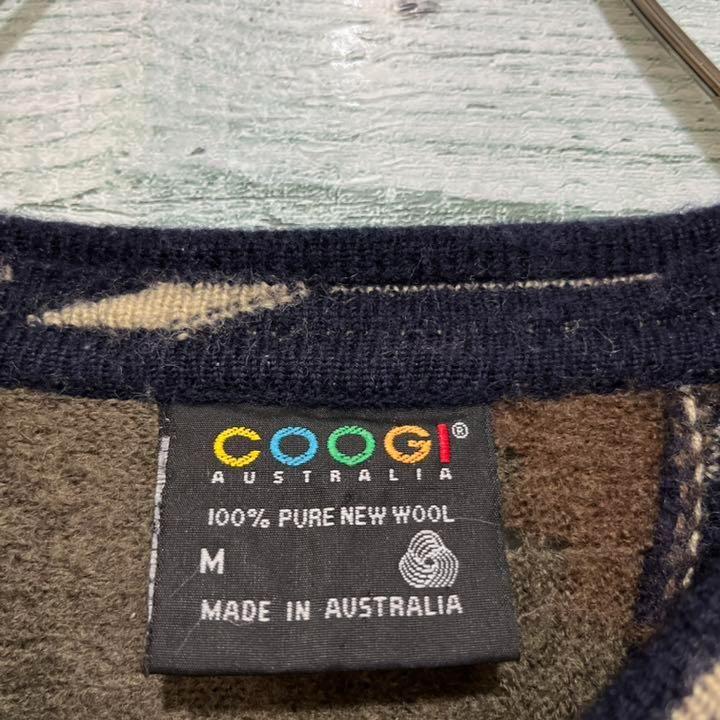 COOGI®
AUSTRALIA
100% PURE NEW WOOL
M
MADE IN AUSTRALIA